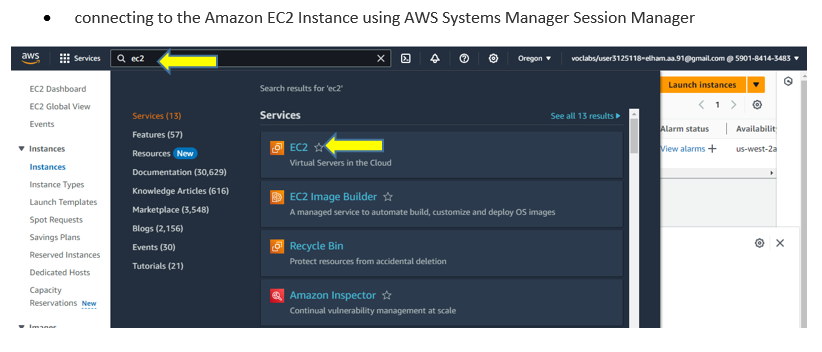 • connecting to the Amazon EC2 Instance using AWS Systems Manager Session Manager
aws
Services
ec2
Oregon
voclabs/user3125118=elham.aa.91@gmail.com @ 5901-8414-3483
EC2 Dashboard
EC2 Global View
Events
Instances
Instances
Instance Types
Launch Templates
Spot Requests
Savings Plans
Reserved Instances
Dedicated Hosts
Capacity
Reservations New
Images
Search results for 'ec2'
Services (13)
Features (57)
Resources New
Documentation (30,629)
Knowledge Articles (616)
Marketplace (3,548)
Blogs (2,156)
Events (30)
Tutorials (21)
Services
See all 13 results
EC2
Virtual Servers in the Cloud
EC2 Image Builder
A managed service to automate build, customize and deploy OS images
Recycle Bin
Protect resources from accidental deletion
Amazon Inspector
Continual vulnerability management at scale
Launch instances
1
Alarm status
Availabilit
View alarms +
us-west-2a